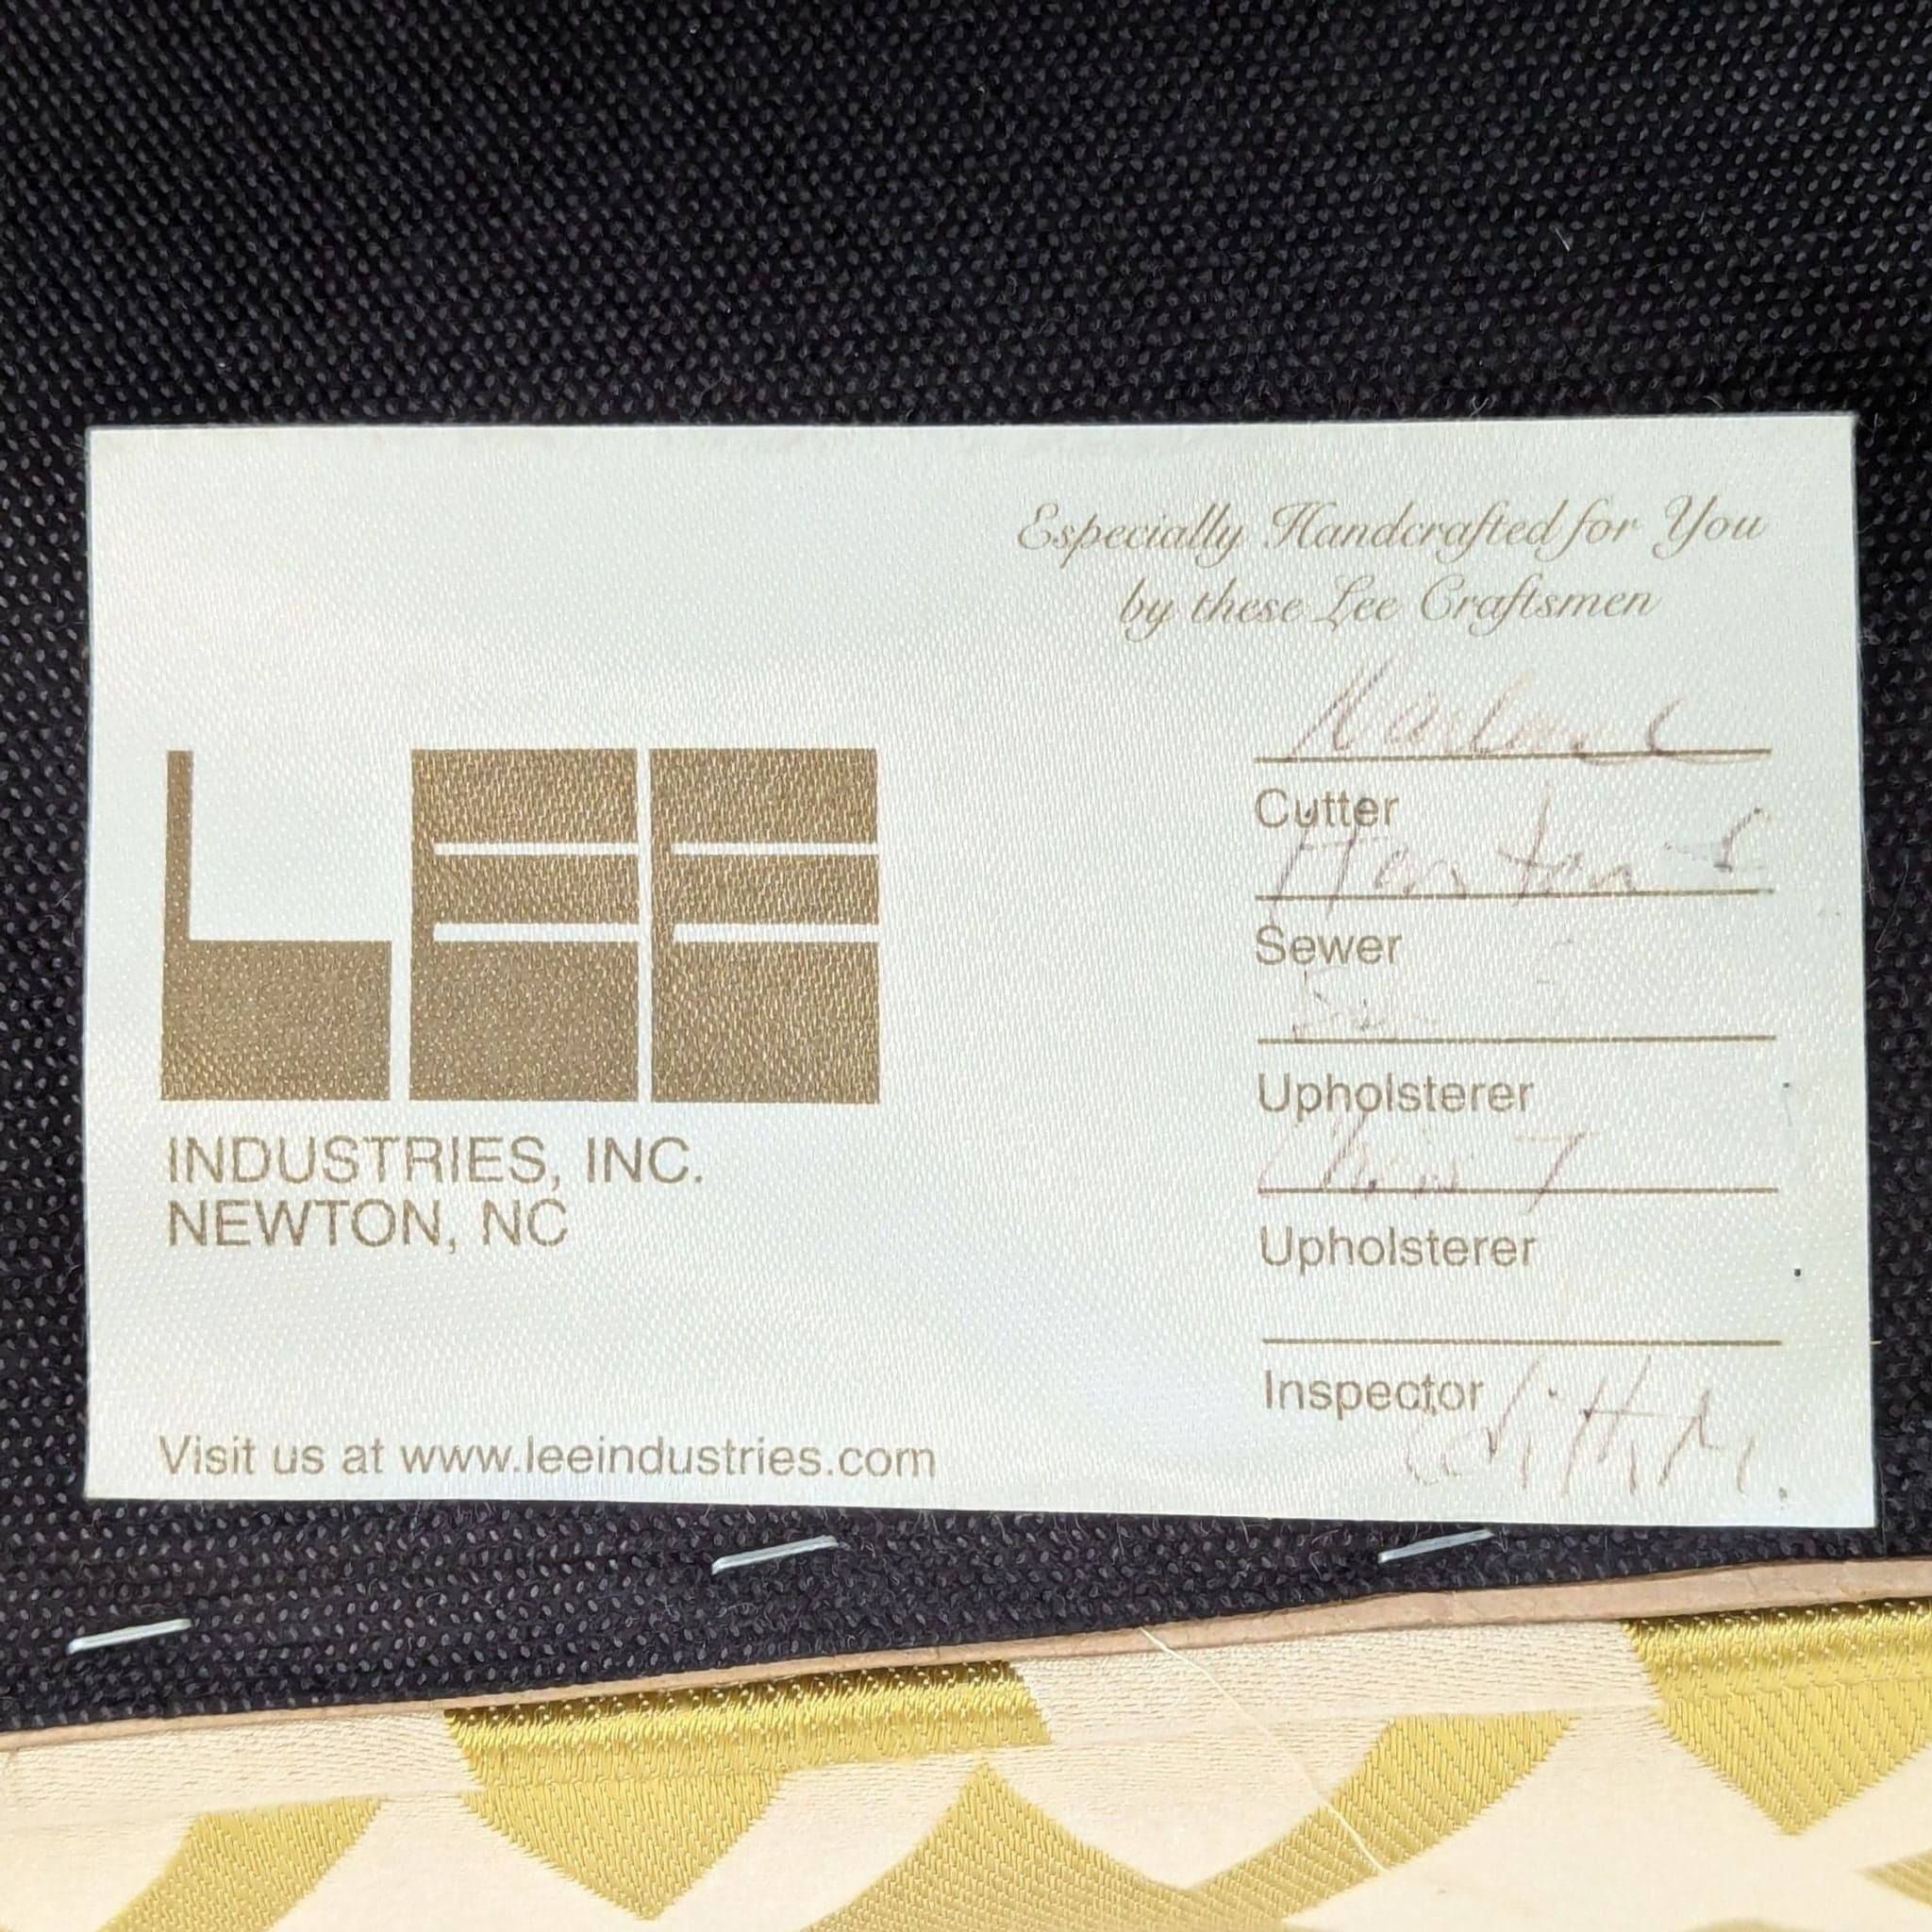 Especially Handcrafted for You
by these Lee Craftsmen
LEE
INDUSTRIES, INC.
NEWTON, NC
Visit us at www.leeindustries.com
Cutter
Sewer
Upholsterer
Chris T
Upholsterer
Inspector